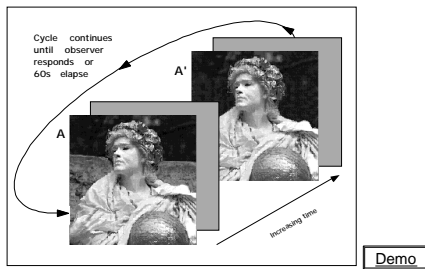 Cycle continues
until observer
responds or
60s elapse
A'
A
Increasing time
Demo